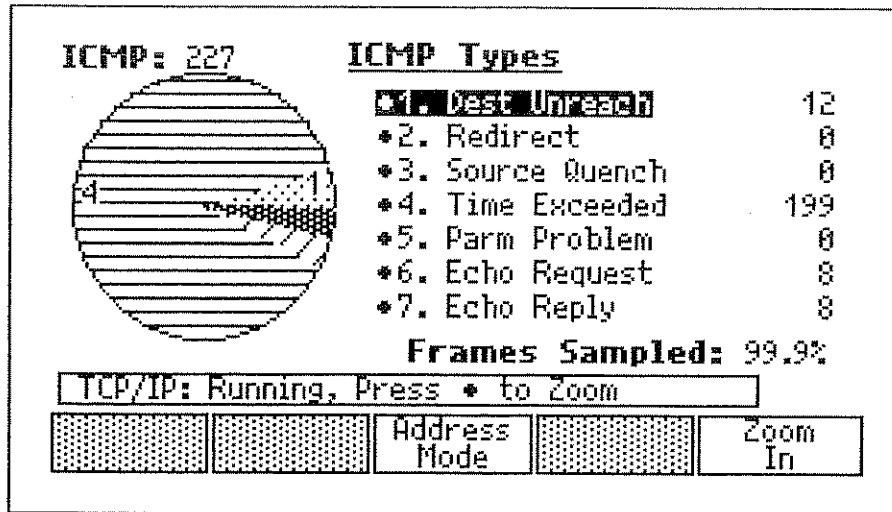 ICMP: 227
ICMP Types
•1. Dest Unreach 12
•2. Redirect 0
•3. Source Quench 0
•4. Time Exceeded 199
•5. Parm Problem 0
•6. Echo Request 8
•7. Echo Reply 8
4
1
Frames Sampled: 99.9%
TCP/IP: Running, Press • to Zoom
Address
Mode
Zoom
In